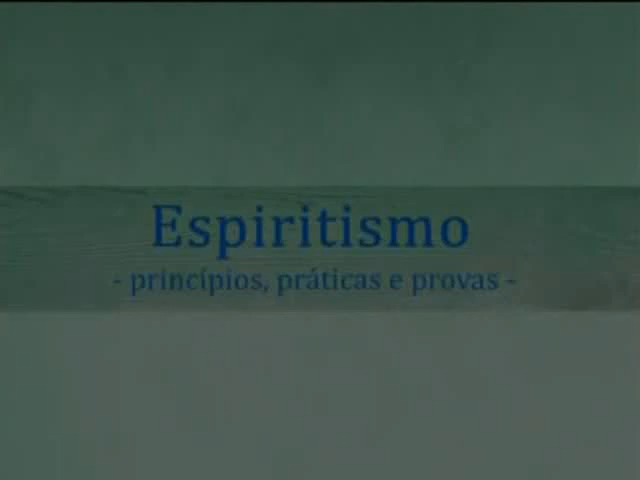 Espiritismo
- princípios, práticas e provas -